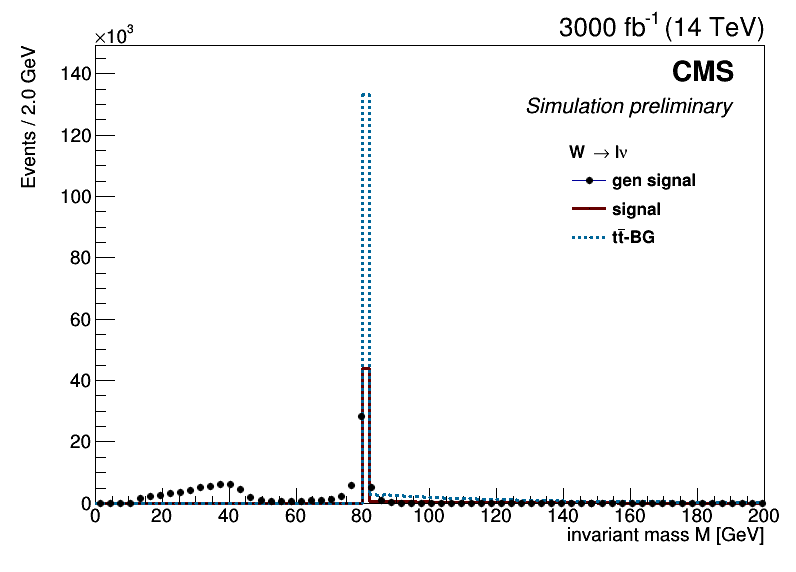 ×10³
3000 fb⁻¹ (14 TeV)
Events / 2.0 GeV
CMS
Simulation preliminary
W → lν
gen signal
signal
tt̄-BG
140
120
100
80
60
40
20
0
0 20 40 60 80 100 120 140 160 180 200
invariant mass M [GeV]